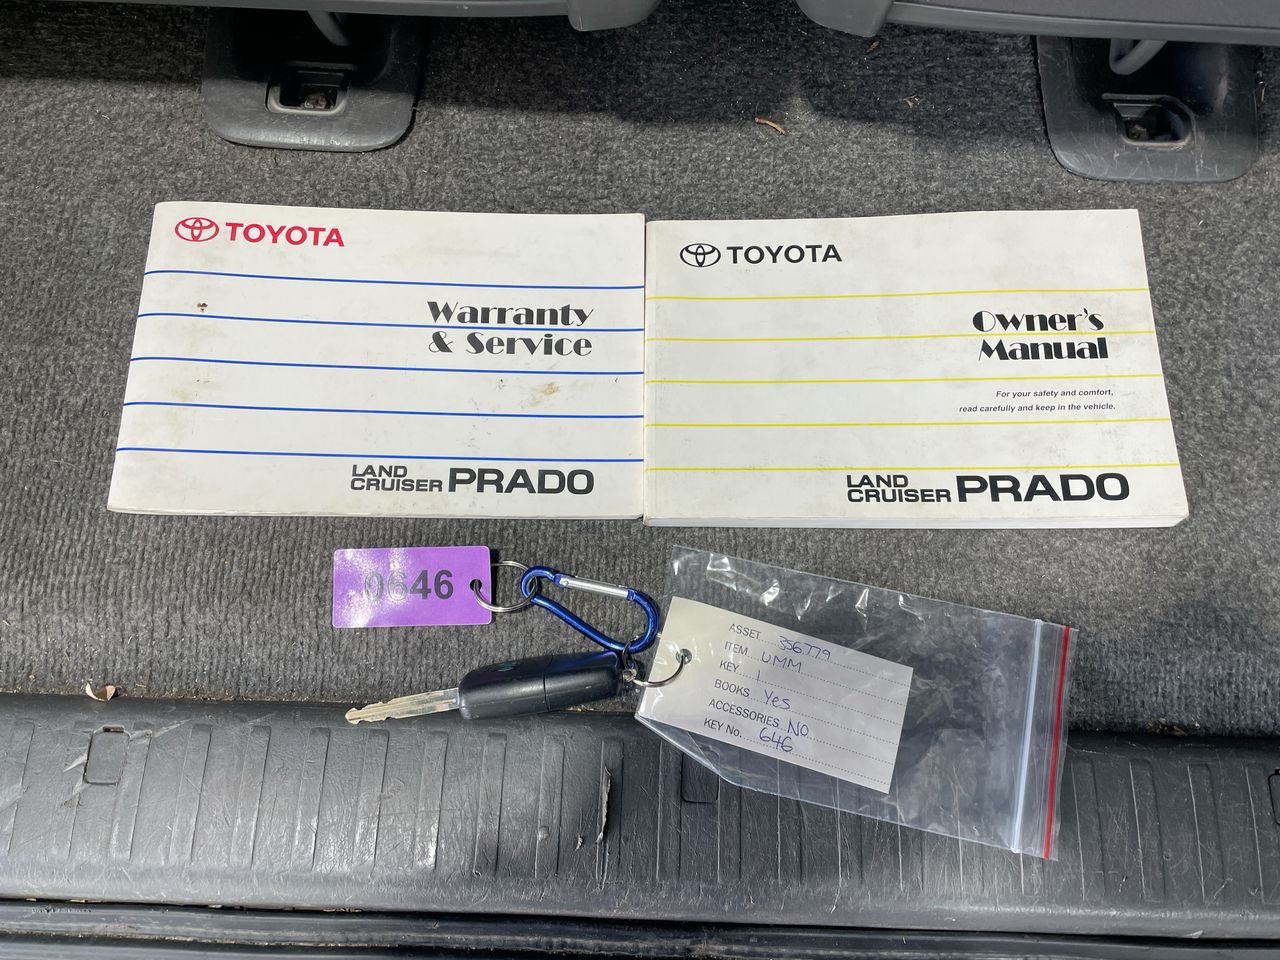 TOYOTA
Warranty
& Service
LAND
CRUISER PRADO
TOYOTA
Owner's
Manual
For your safety and comfort,
read carefully and keep in the vehicle.
LAND
CRUISER PRADO
0646
ASSET 356779
ITEM UMM
KEY 1
BOOKS Yes
ACCESSORIES NO
KEY No. 646